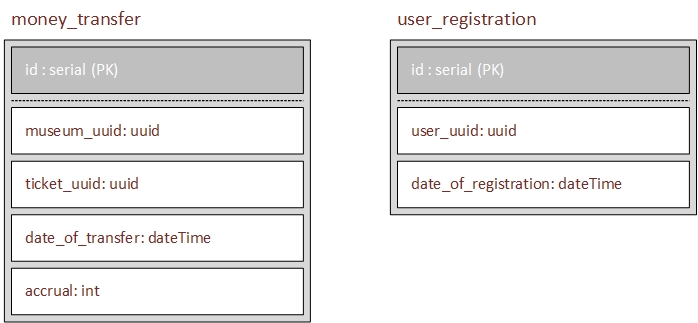 money_transfer
id : serial (PK)
museum_uuid: uuid
ticket_uuid: uuid
date_of_transfer: dateTime
accrual: int
user_registration
id : serial (PK)
user_uuid: uuid
date_of_registration: dateTime